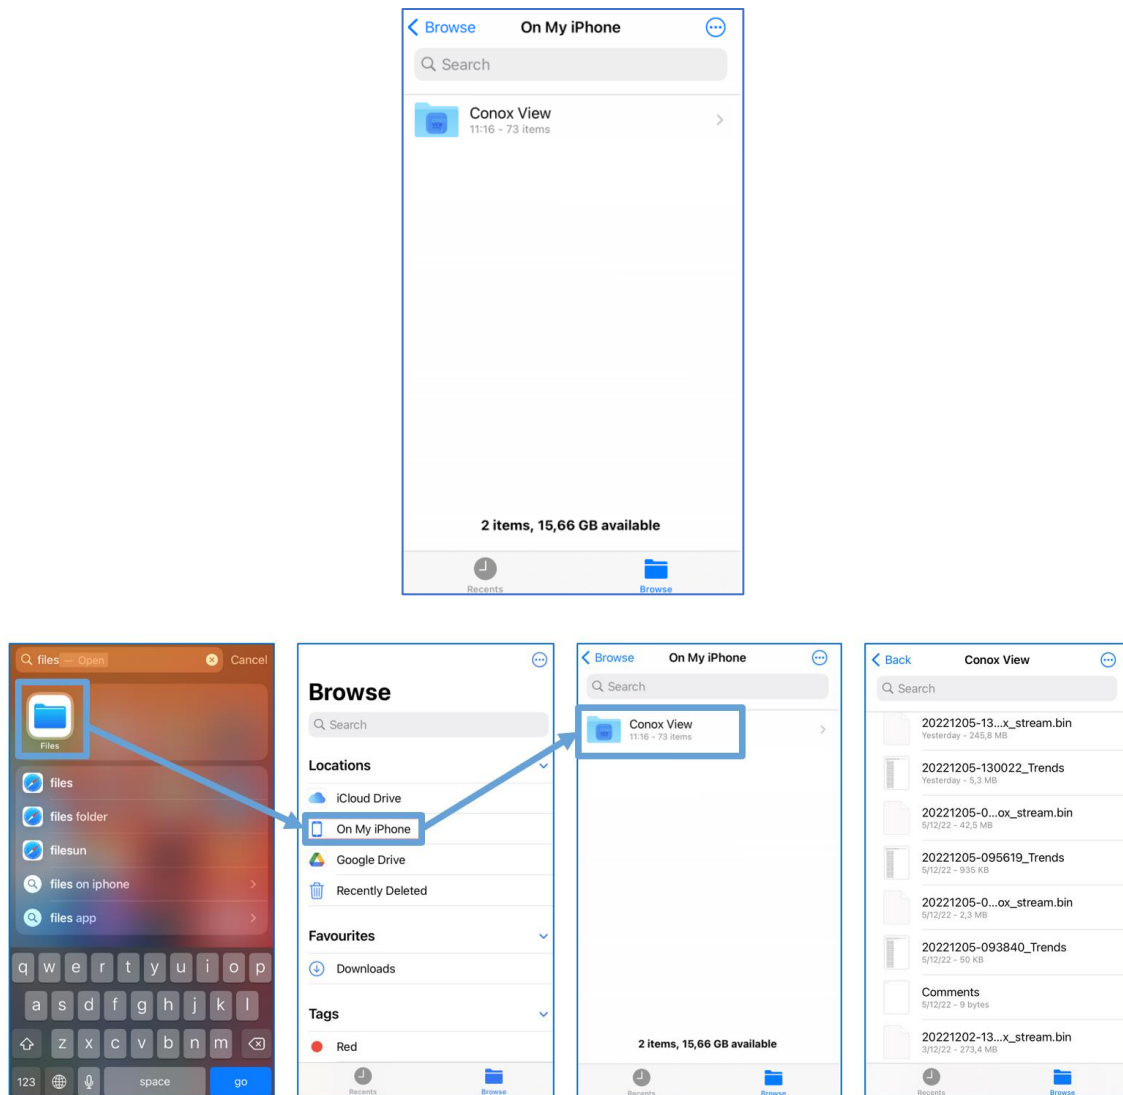 Browse
On My iPhone
Search
Conox View
11:16 - 73 items
2 items, 15,66 GB available
Recents
Browse
files — Open
Cancel
Files
files
files folder
filesun
files on iphone
files app
q w e r t y u i o p
a s d f g h j k l
z x c v b n m
123
space
go
Browse
Search
Locations
iCloud Drive
On My iPhone
Google Drive
Recently Deleted
Favourites
Downloads
Tags
Red
Recents
Browse
Browse
On My iPhone
Search
Conox View
11:16 - 73 items
2 items, 15,66 GB available
Recents
Browse
Back
Conox View
Search
20221205-13...x_stream.bin
Yesterday - 245,8 MB
20221205-130022_Trends
Yesterday - 5,3 MB
20221205-0...ox_stream.bin
5/12/22 - 42,5 MB
20221205-095619_Trends
5/12/22 - 935 KB
20221205-0...ox_stream.bin
5/12/22 - 2,3 MB
20221205-093840_Trends
5/12/22 - 50 KB
Comments
5/12/22 - 9 bytes
20221202-13...x_stream.bin
3/12/22 - 273,4 MB
Recents
Browse